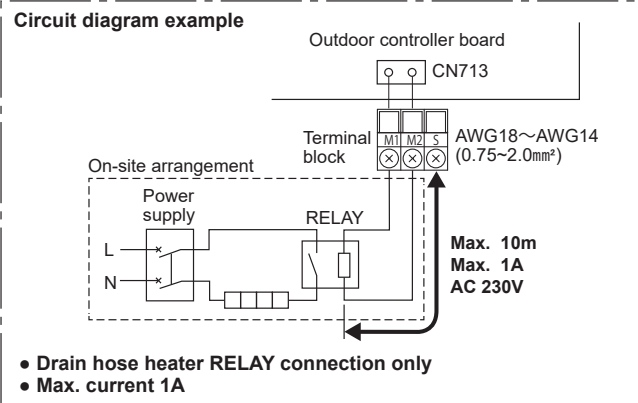 Circuit diagram example
Outdoor controller board
CN713
Terminal
block
M1 M2 S
AWG18～AWG14
(0.75~2.0mm²)
On-site arrangement
Power
supply
RELAY
L
N
Max. 10m
Max. 1A
AC 230V
● Drain hose heater RELAY connection only
● Max. current 1A